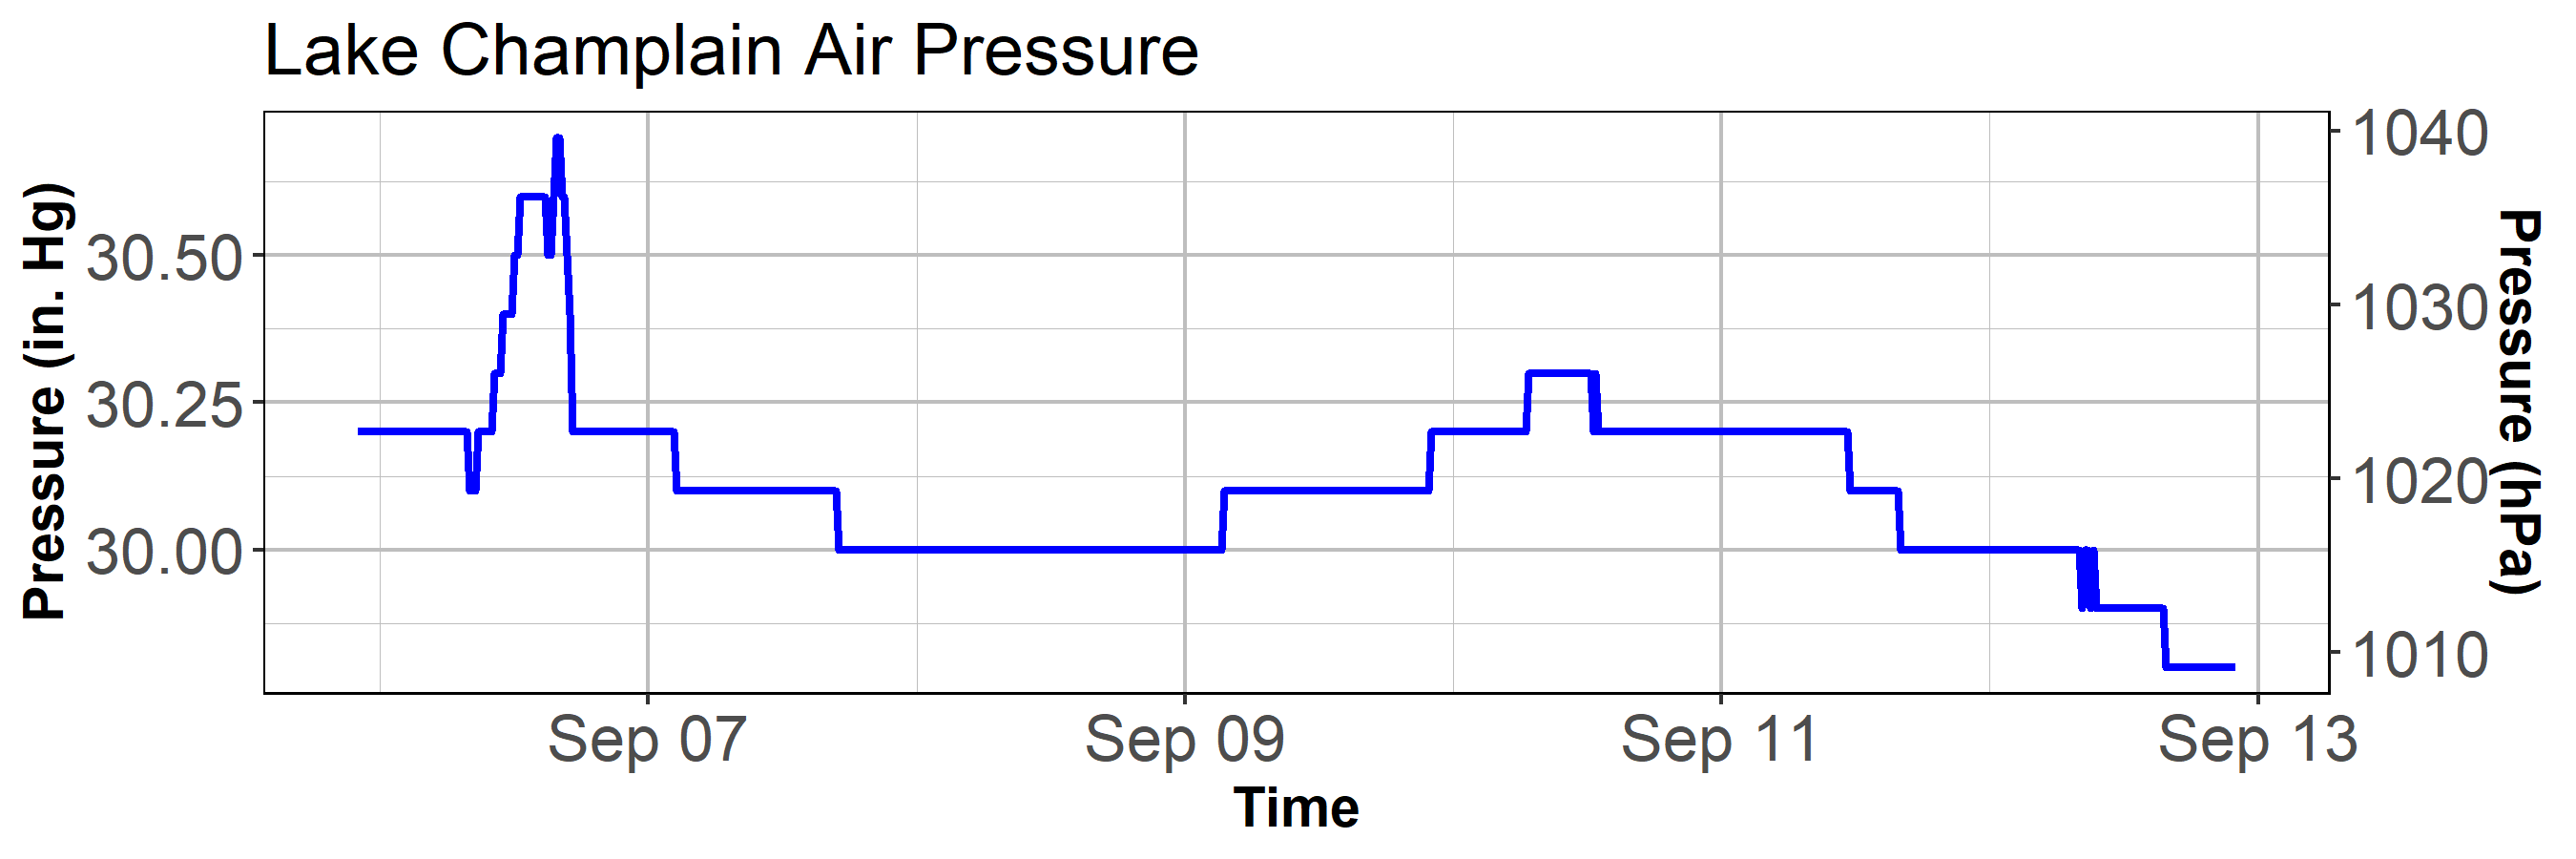 Lake Champlain Air Pressure
Pressure (in. Hg)
30.50
30.25
30.00
1040
1030
1020
1010
Pressure (hPa)
Sep 07 Sep 09 Sep 11 Sep 13
Time